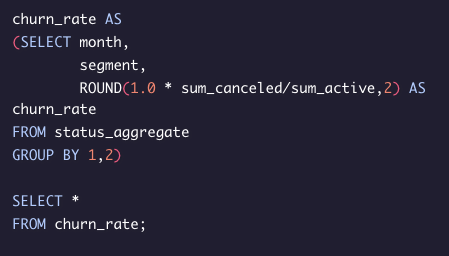 churn_rate AS
(SELECT month,
        segment,
        ROUND(1.0 * sum_canceled/sum_active,2) AS
churn_rate
FROM status_aggregate
GROUP BY 1,2)

SELECT *
FROM churn_rate;